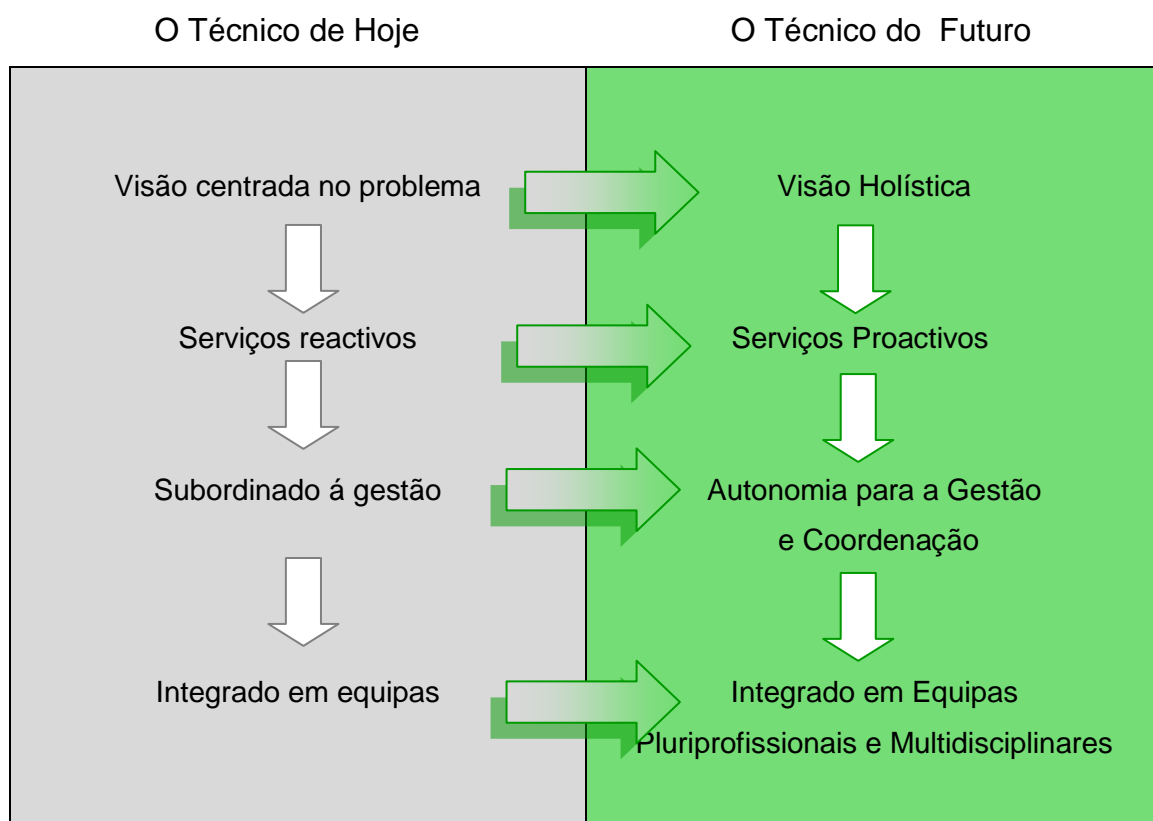 O Técnico de Hoje
O Técnico do Futuro
Visão centrada no problema
Visão Holística
Serviços reactivos
Serviços Proactivos
Subordinado á gestão
Autonomia para a Gestão
e Coordenação
Integrado em equipas
Integrado em Equipas
Pluriprofissionais e Multidisciplinares